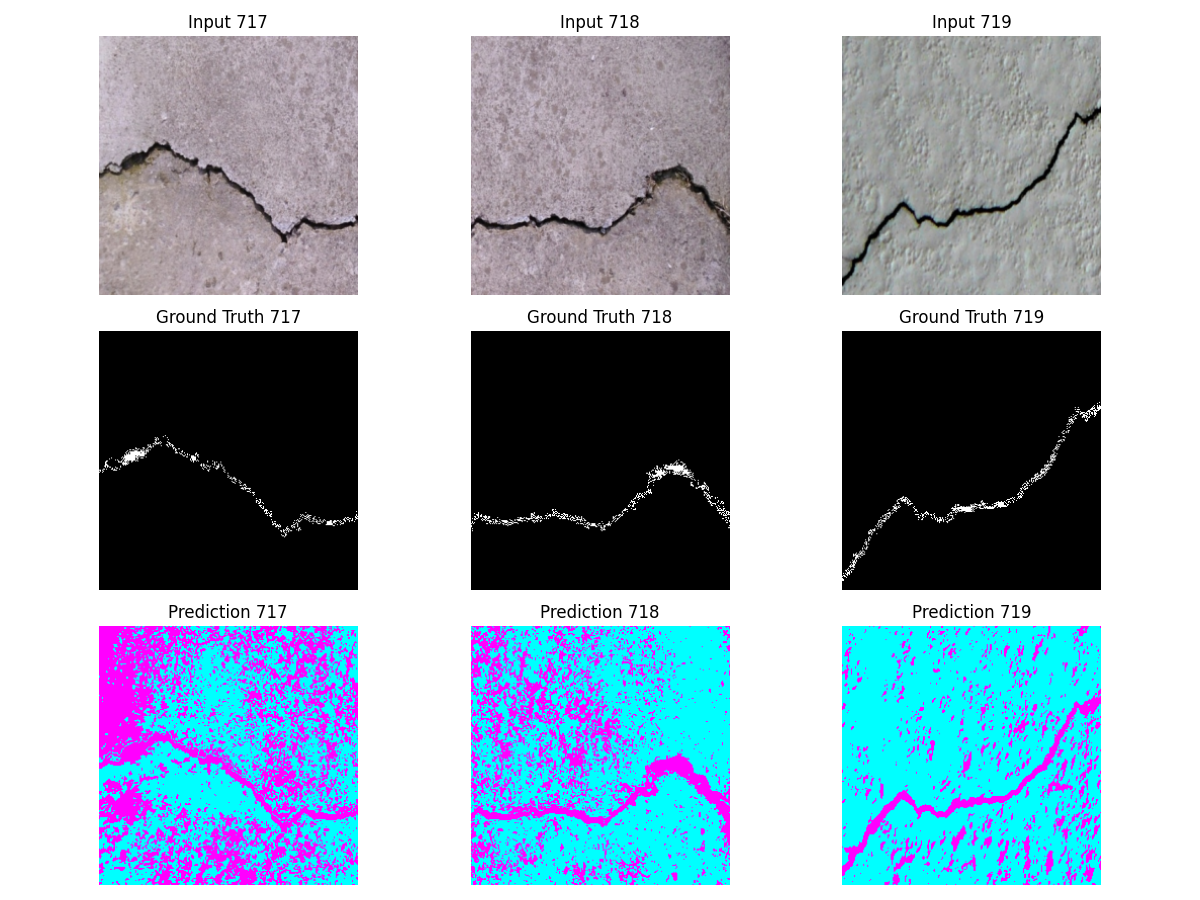 Input 717
Input 718
Input 719
Ground Truth 717
Ground Truth 718
Ground Truth 719
Prediction 717
Prediction 718
Prediction 719